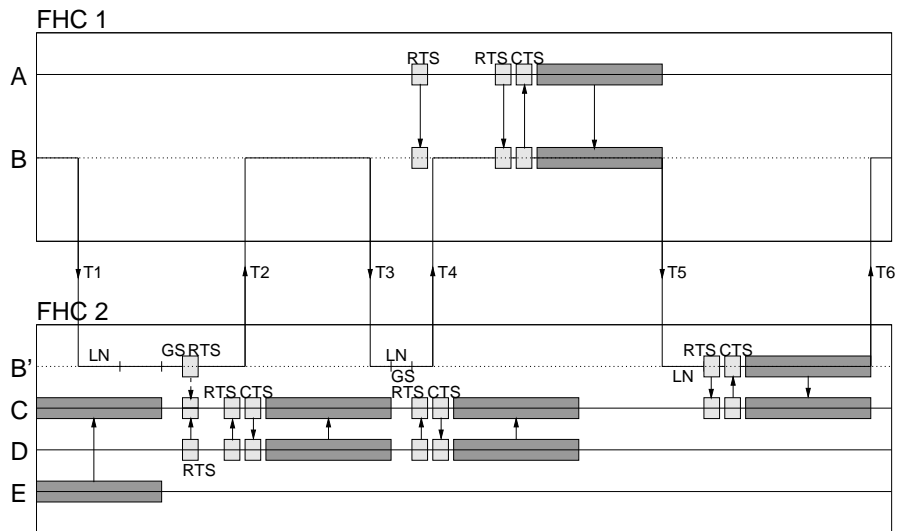 FHC 1
RTS RTS CTS
A
B
T1 T2 T3 T4 T5 T6
FHC 2
LN GS RTS LN RTS CTS
B'
GS LN
RTS CTS RTS CTS
C
D
RTS
E